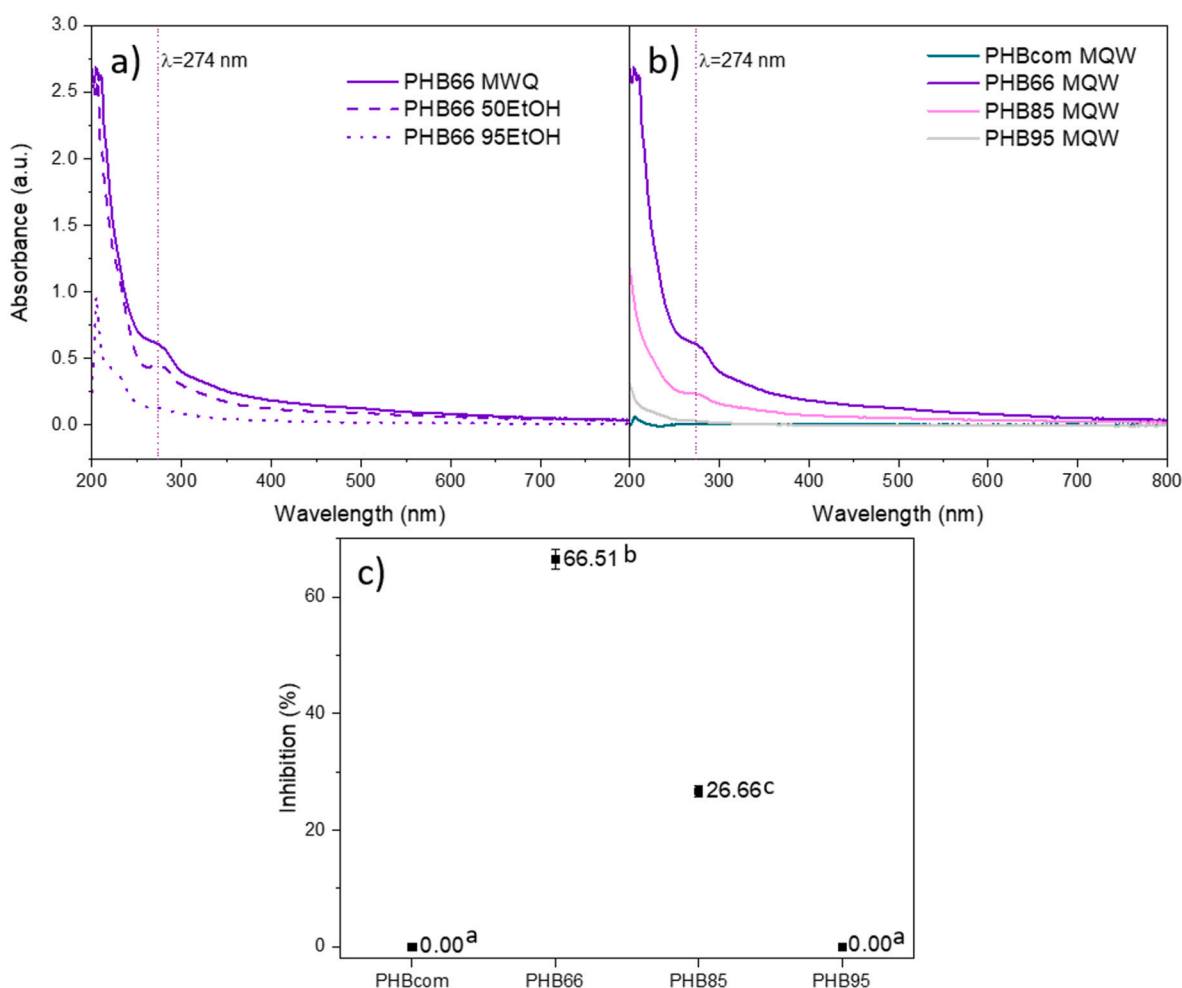 a)
λ=274 nm
PHB66 MWQ
PHB66 50EtOH
PHB66 95EtOH
3.0
2.5
2.0
1.5
1.0
0.5
0.0
Absorbance (a.u.)
200 300 400 500 600 700
Wavelength (nm)
b)
λ=274 nm
PHBcom MQW
PHB66 MQW
PHB85 MQW
PHB95 MQW
200 300 400 500 600 700 800
Wavelength (nm)
c)
60
40
20
0
Inhibition (%)
0.00a
66.51b
26.66c
0.00a
PHBcom PHB66 PHB85 PHB95